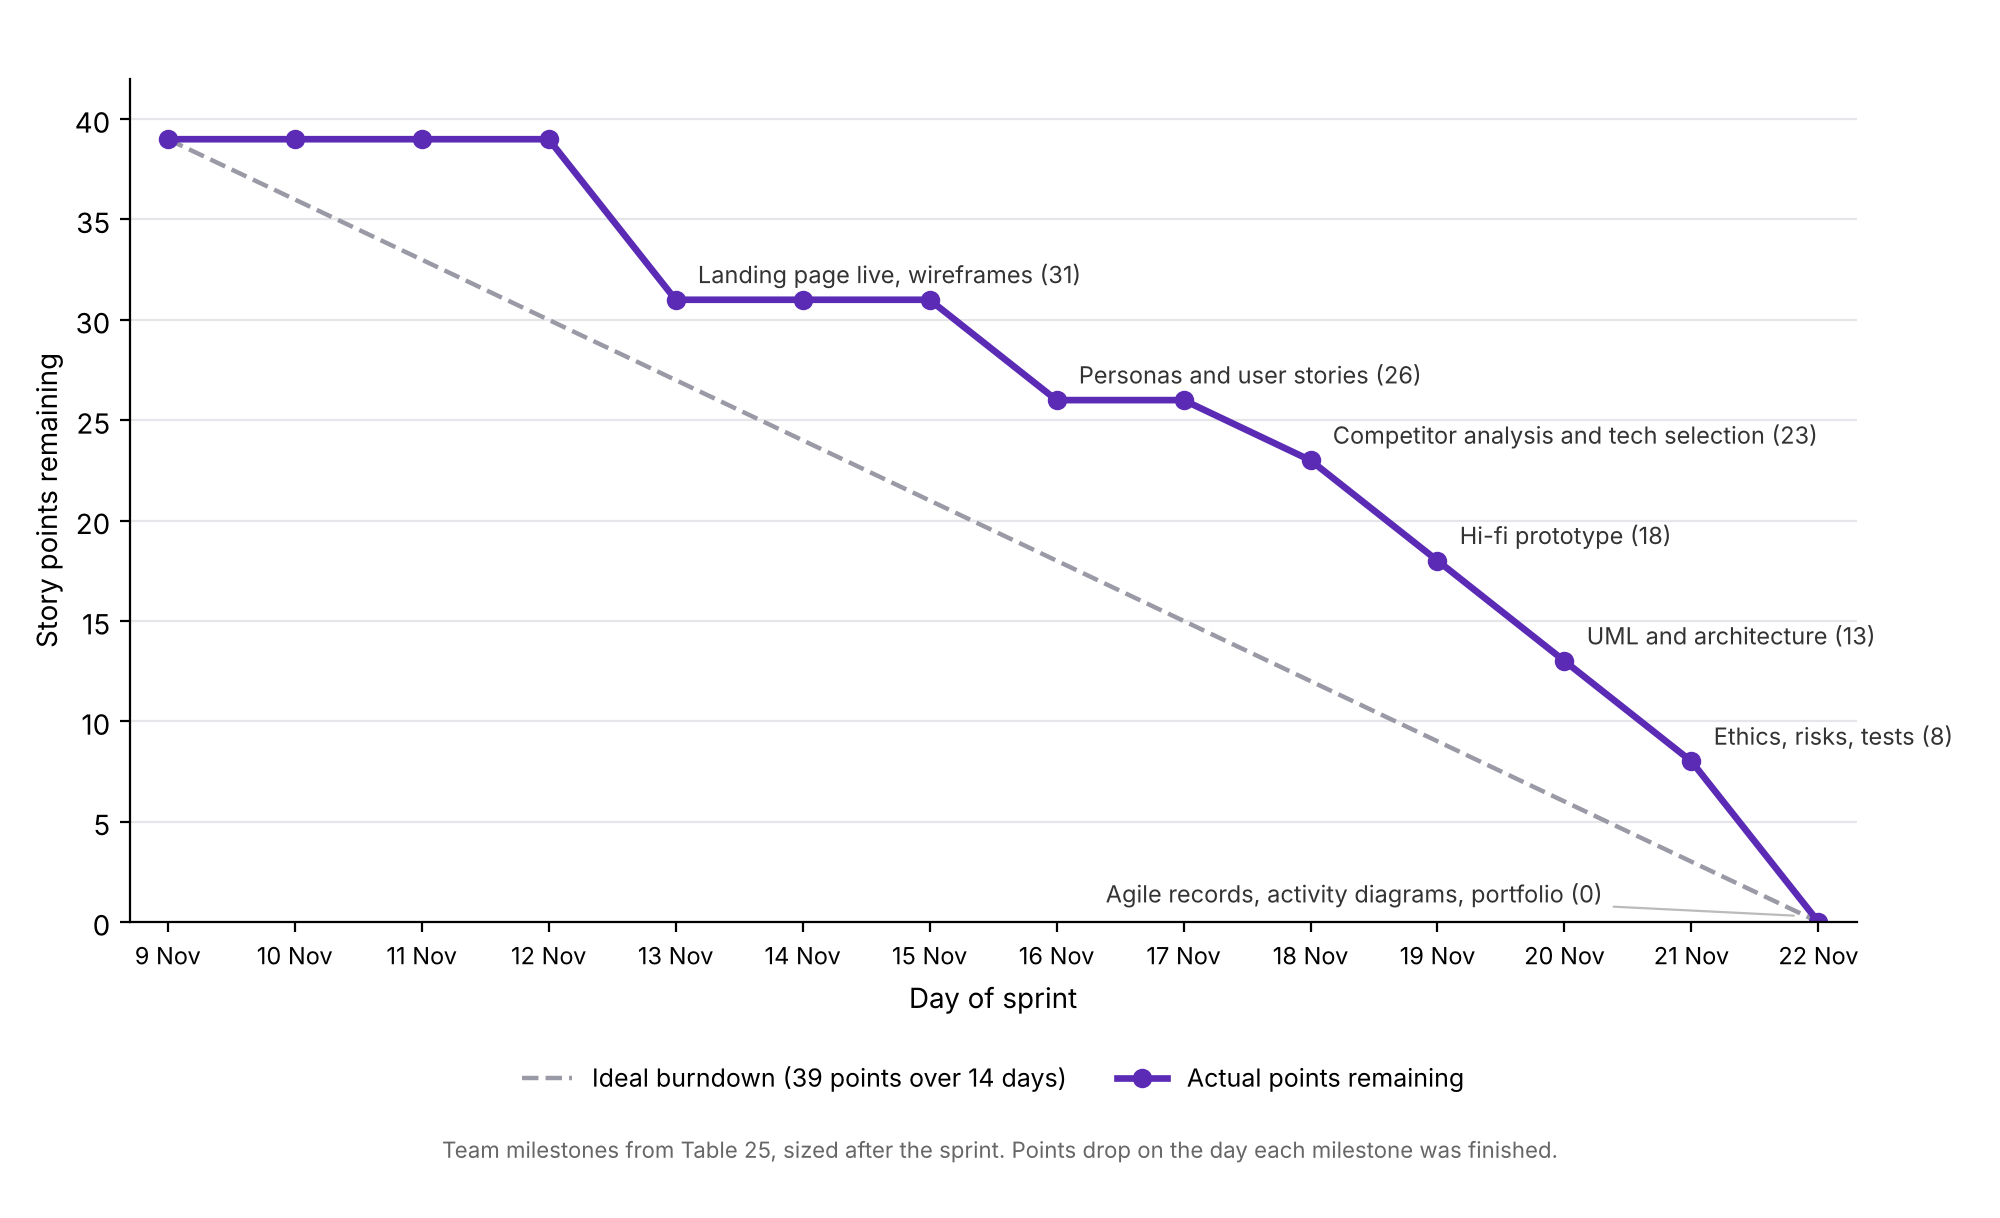 40
35
30
25
20
15
10
5
0
Story points remaining
Landing page live, wireframes (31)
Personas and user stories (26)
Competitor analysis and tech selection (23)
Hi-fi prototype (18)
UML and architecture (13)
Ethics, risks, tests (8)
Agile records, activity diagrams, portfolio (0)
9 Nov 10 Nov 11 Nov 12 Nov 13 Nov 14 Nov 15 Nov 16 Nov 17 Nov 18 Nov 19 Nov 20 Nov 21 Nov 22 Nov
Day of sprint
Ideal burndown (39 points over 14 days) Actual points remaining
Team milestones from Table 25, sized after the sprint. Points drop on the day each milestone was finished.